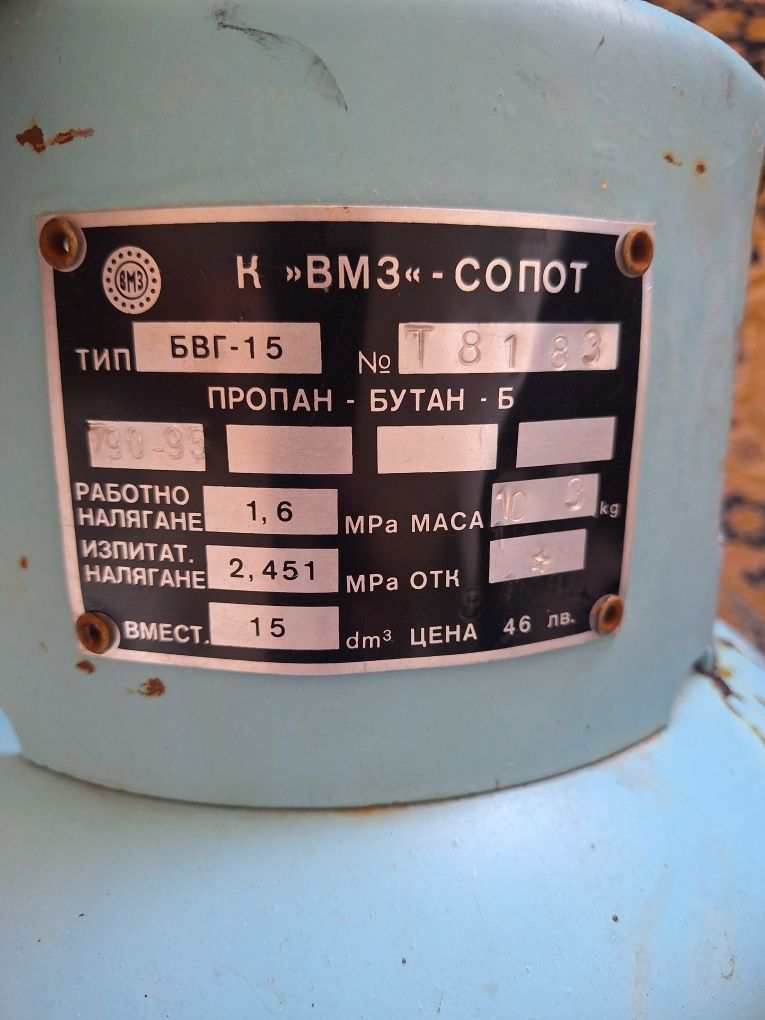 ВМЗ
К »ВМЗ« - СОПОТ
ТИП БВГ-15 № Т 8183
ПРОПАН - БУТАН - Б
790-95
РАБОТНО НАЛЯГАНЕ 1,6 MPa МАСА 10 3 kg
ИЗПИТАТ. НАЛЯГАНЕ 2,451 MPa ОТК *
ВМЕСТ. 15 dm³ ЦЕНА 46 лв.